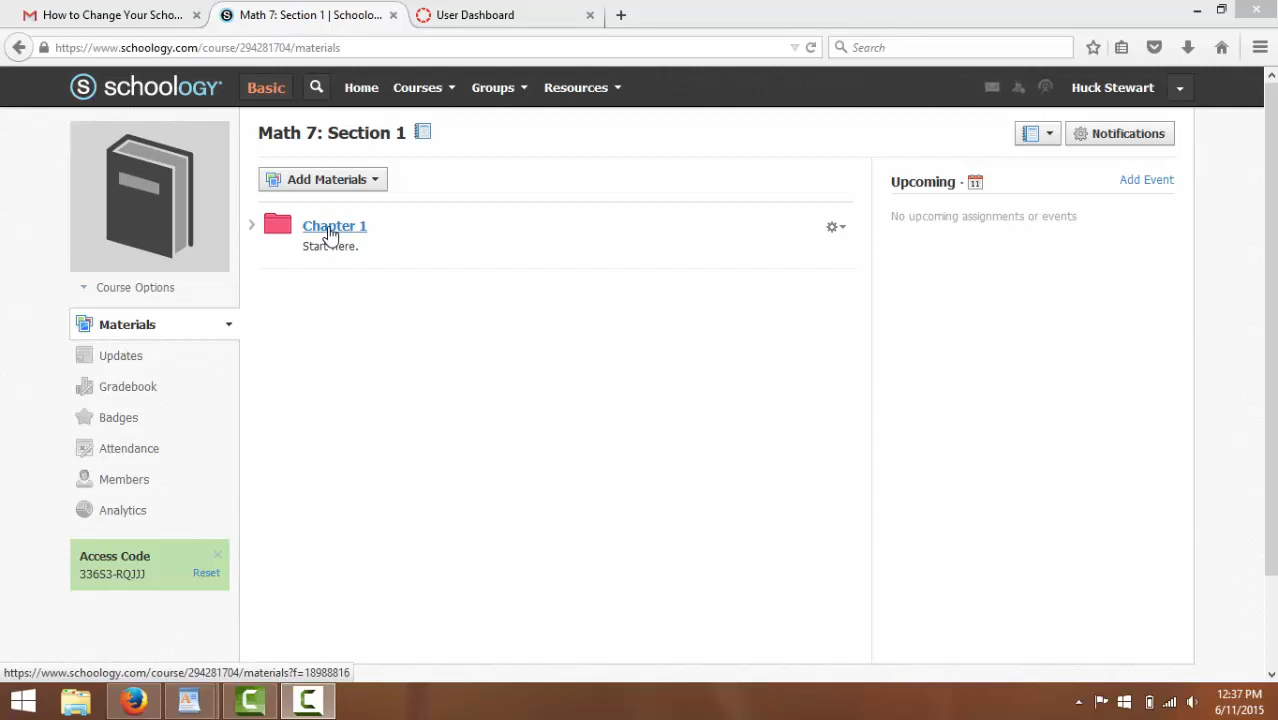 How to Change Your Scho...
Math 7: Section 1 | Schoolo...
User Dashboard
https://www.schoology.com/course/294281704/materials
Search
S schoology
Basic
Home
Courses
Groups
Resources
Huck Stewart
Math 7: Section 1
Notifications
Add Materials
Upcoming · 11
Add Event
No upcoming assignments or events
Chapter 1
Start here.
Course Options
Materials
Updates
Gradebook
Badges
Attendance
Members
Analytics
Access Code
336S3-RQJJJ
Reset
https://www.schoology.com/course/294281704/materials?f=18988816
12:37 PM
6/11/2015